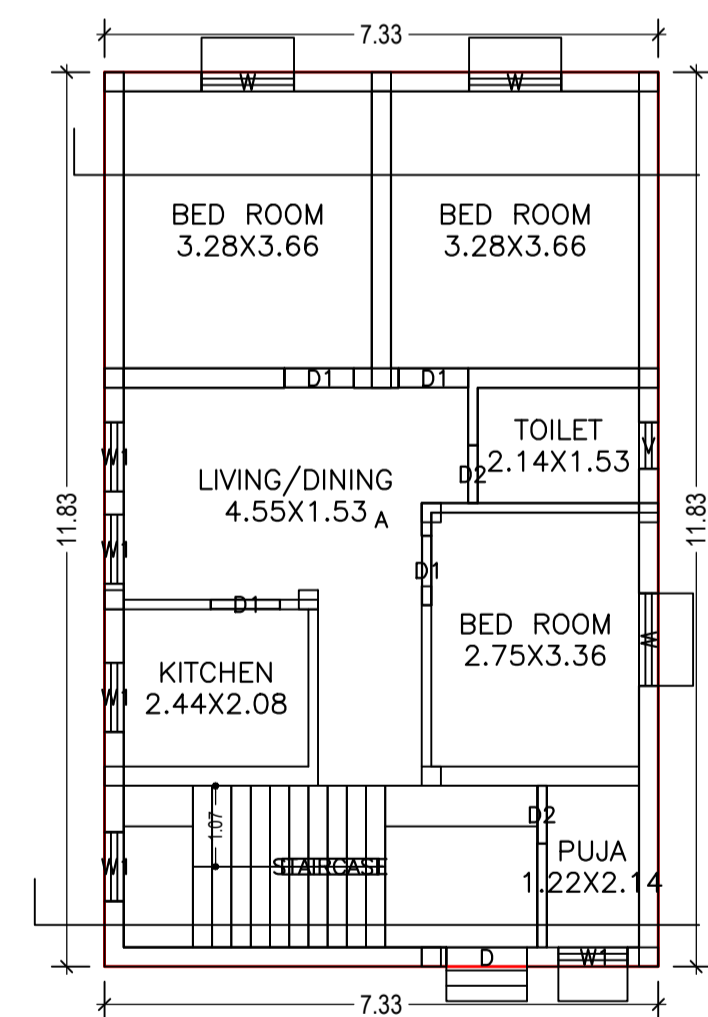 7.33
W
W
BED ROOM
3.28X3.66
BED ROOM
3.28X3.66
D1
D1
W1
LIVING/DINING
4.55X1.53
A
TOILET
2.14X1.53
V
D2
11.83
11.83
W1
D1
D1
BED ROOM
2.75X3.36
W
KITCHEN
2.44X2.08
W1
1.07
D2
STAIRCASE
W1
PUJA
1.22X2.14
D
W1
7.33